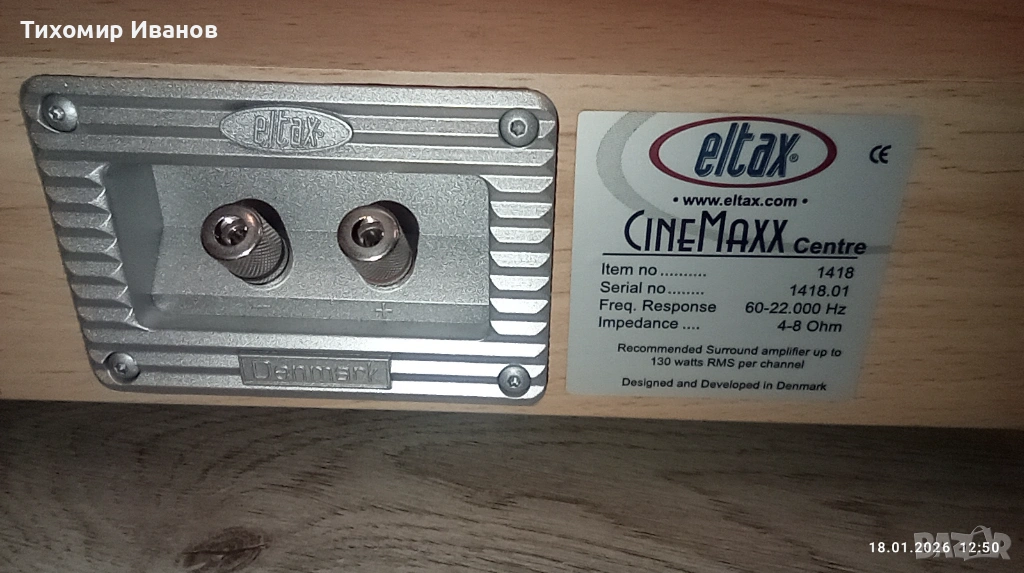 Тихомир Иванов
eltax®
Denmark
- +
eltax®
CE
• www.eltax.com •
CINEMAXX Centre
Item no .......... 1418
Serial no ........ 1418.01
Freq. Response 60-22.000 Hz
Impedance .... 4-8 Ohm
Recommended Surround amplifier up to
130 watts RMS per channel
Designed and Developed in Denmark
BAZAR
18.01.2026 12:50